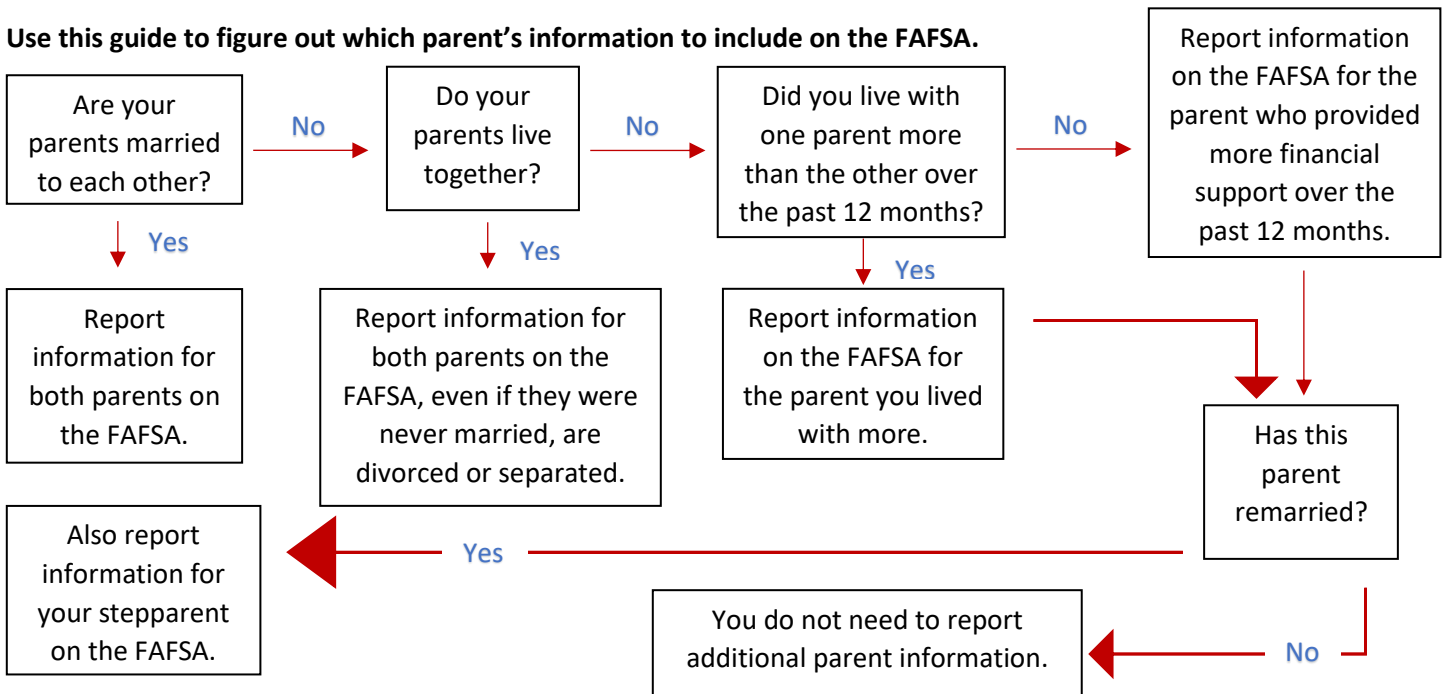 Use this guide to figure out which parent’s information to include on the FAFSA.
Are your
parents married
to each other?
No
Do your
parents live
together?
No
Did you live with
one parent more
than the other over
the past 12 months?
No
Report information
on the FAFSA for the
parent who provided
more financial
support over the
past 12 months.
Yes
Yes
Yes
Report
information for
both parents on
the FAFSA.
Report information for
both parents on the
FAFSA, even if they were
never married, are
divorced or separated.
Report information
on the FAFSA for
the parent you lived
with more.
Has this
parent
remarried?
Yes
Also report
information for
your stepparent
on the FAFSA.
No
You do not need to report
additional parent information.